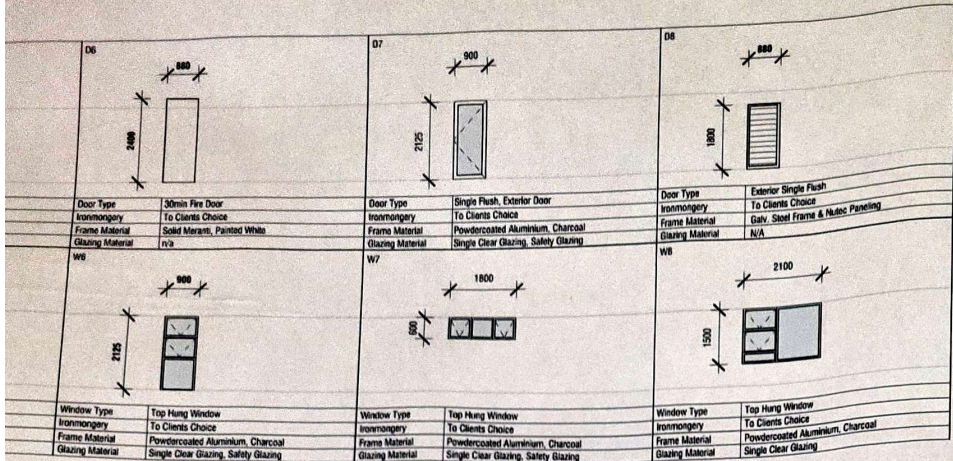 D6
880
2400
Door Type 30min Fire Door
Ironmongery To Clients Choice
Frame Material Solid Meranti, Painted White
Glazing Material n/a
D7
900
2125
Door Type Single Flush, Exterior Door
Ironmongery To Clients Choice
Frame Material Powdercoated Aluminium, Charcoal
Glazing Material Single Clear Glazing, Safety Glazing
D8
880
1800
Door Type Exterior Single Flush
Ironmongery To Clients Choice
Frame Material Galv. Steel Frame & Nutec Paneling
Glazing Material N/A
W6
900
2125
Window Type Top Hung Window
Ironmongery To Clients Choice
Frame Material Powdercoated Aluminium, Charcoal
Glazing Material Single Clear Glazing, Safety Glazing
W7
1800
600
Window Type Top Hung Window
Ironmongery To Clients Choice
Frame Material Powdercoated Aluminium, Charcoal
Glazing Material Single Clear Glazing, Safety Glazing
W8
2100
1500
Window Type Top Hung Window
Ironmongery To Clients Choice
Frame Material Powdercoated Aluminium, Charcoal
Glazing Material Single Clear Glazing